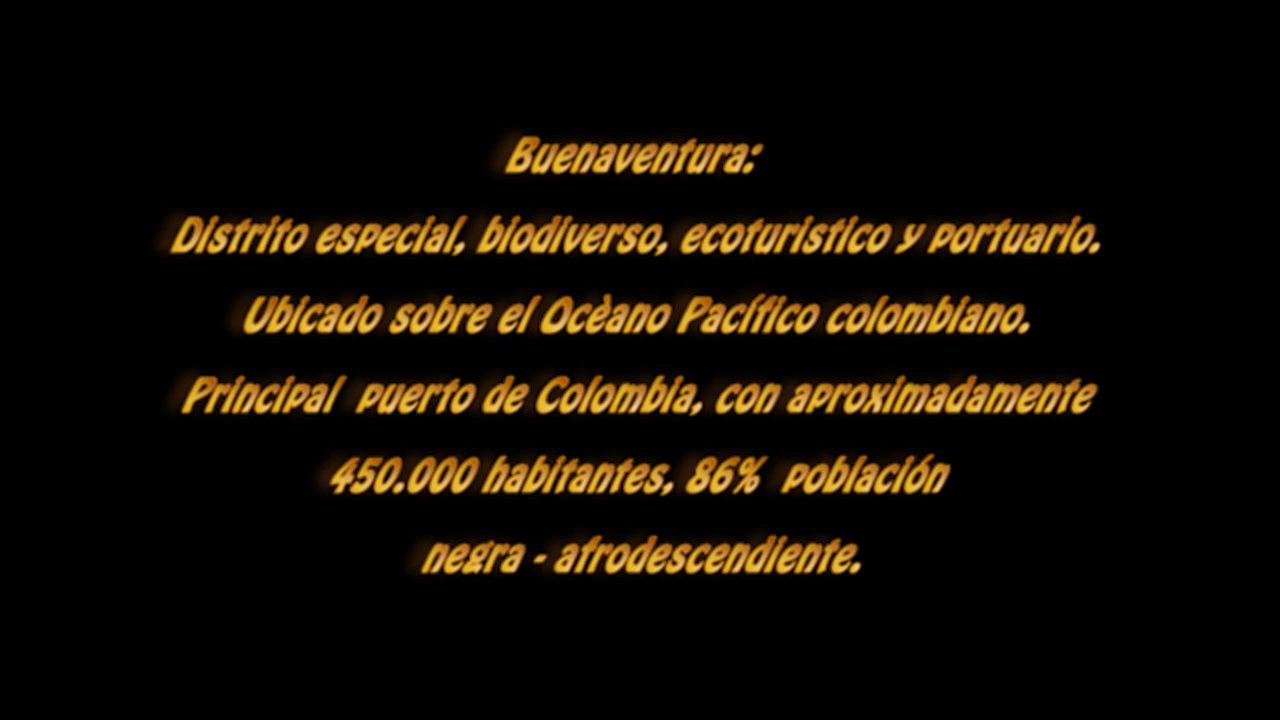 Buenaventura:
Distrito especial, biodiverso, ecoturistico y portuario.
Ubicado sobre el Ocèano Pacífico colombiano.
Principal puerto de Colombia, con aproximadamente
450.000 habitantes, 86% población
negra - afrodescendiente.